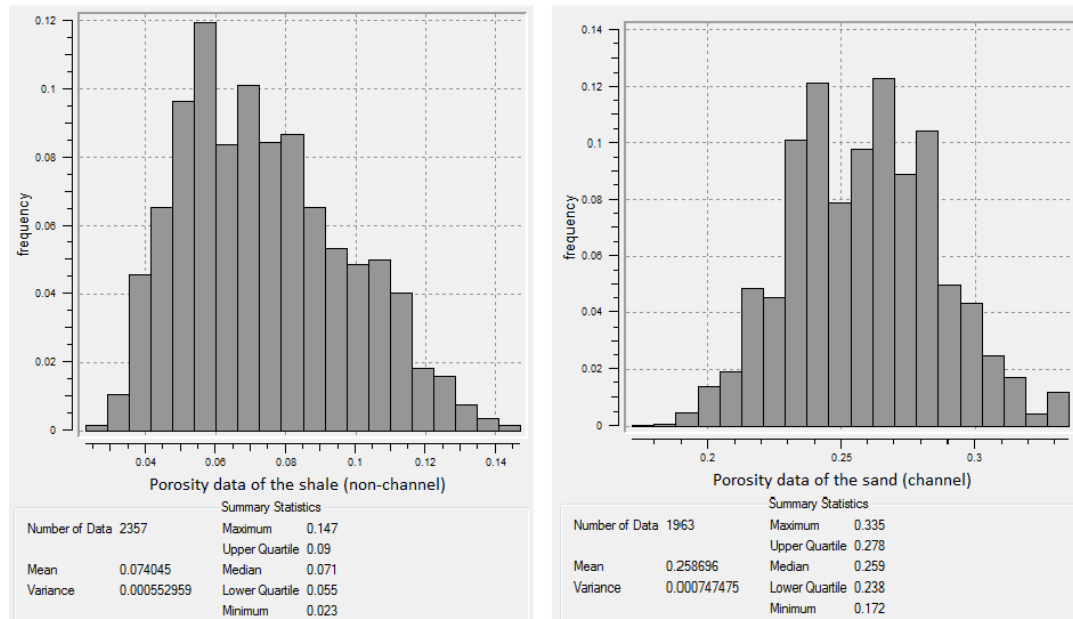 0.12
0.1
0.08
0.06
0.04
0.02
0
frequency
0.04 0.06 0.08 0.1 0.12 0.14
Porosity data of the shale (non-channel)
Summary Statistics
Number of Data 2357 Maximum 0.147
Upper Quartile 0.09
Mean 0.074045 Median 0.071
Variance 0.000552959 Lower Quartile 0.055
Minimum 0.023
0.14
0.12
0.1
0.08
0.06
0.04
0.02
0
frequency
0.2 0.25 0.3
Porosity data of the sand (channel)
Summary Statistics
Number of Data 1963 Maximum 0.335
Upper Quartile 0.278
Mean 0.258696 Median 0.259
Variance 0.000747475 Lower Quartile 0.238
Minimum 0.172